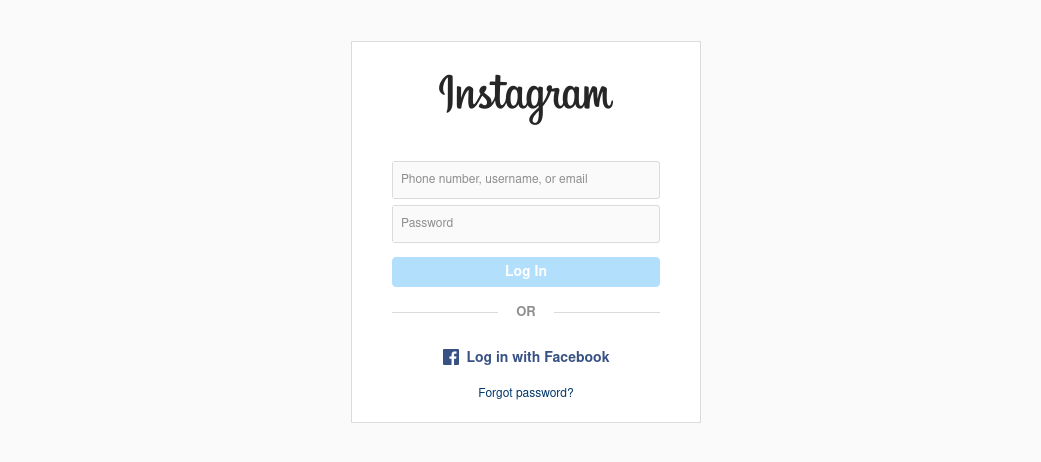 Instagram
Phone number, username, or email
Password
Log In
OR
Log in with Facebook
Forgot password?